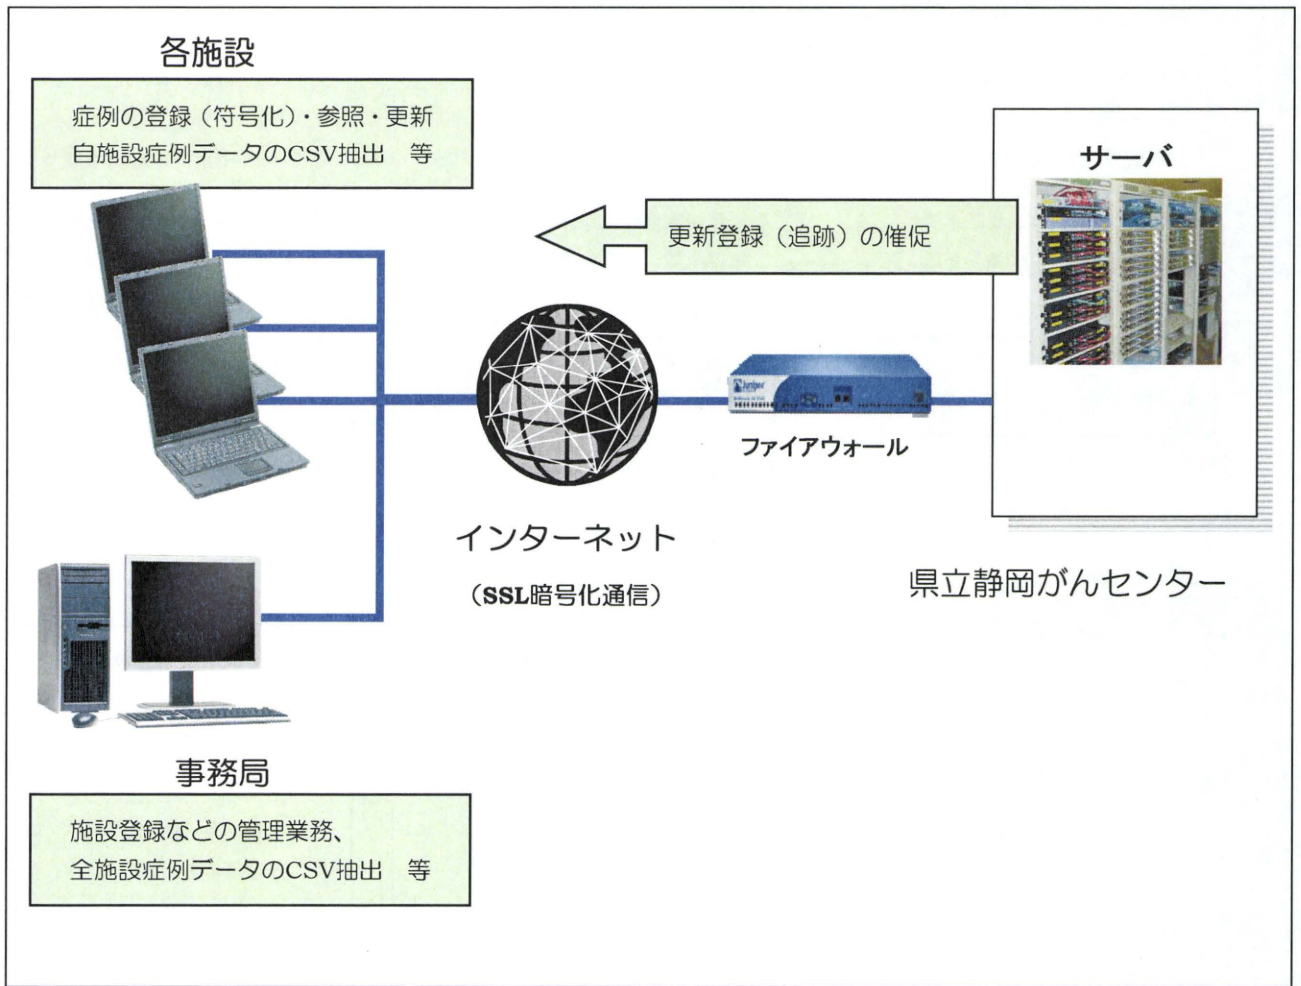 各施設
症例の登録（符号化）・参照・更新
自施設症例データのCSV抽出　等
サーバ
更新登録（追跡）の催促
Juniper
ファイアウォール
インターネット
（SSL暗号化通信）
県立静岡がんセンター
事務局
施設登録などの管理業務、
全施設症例データのCSV抽出　等